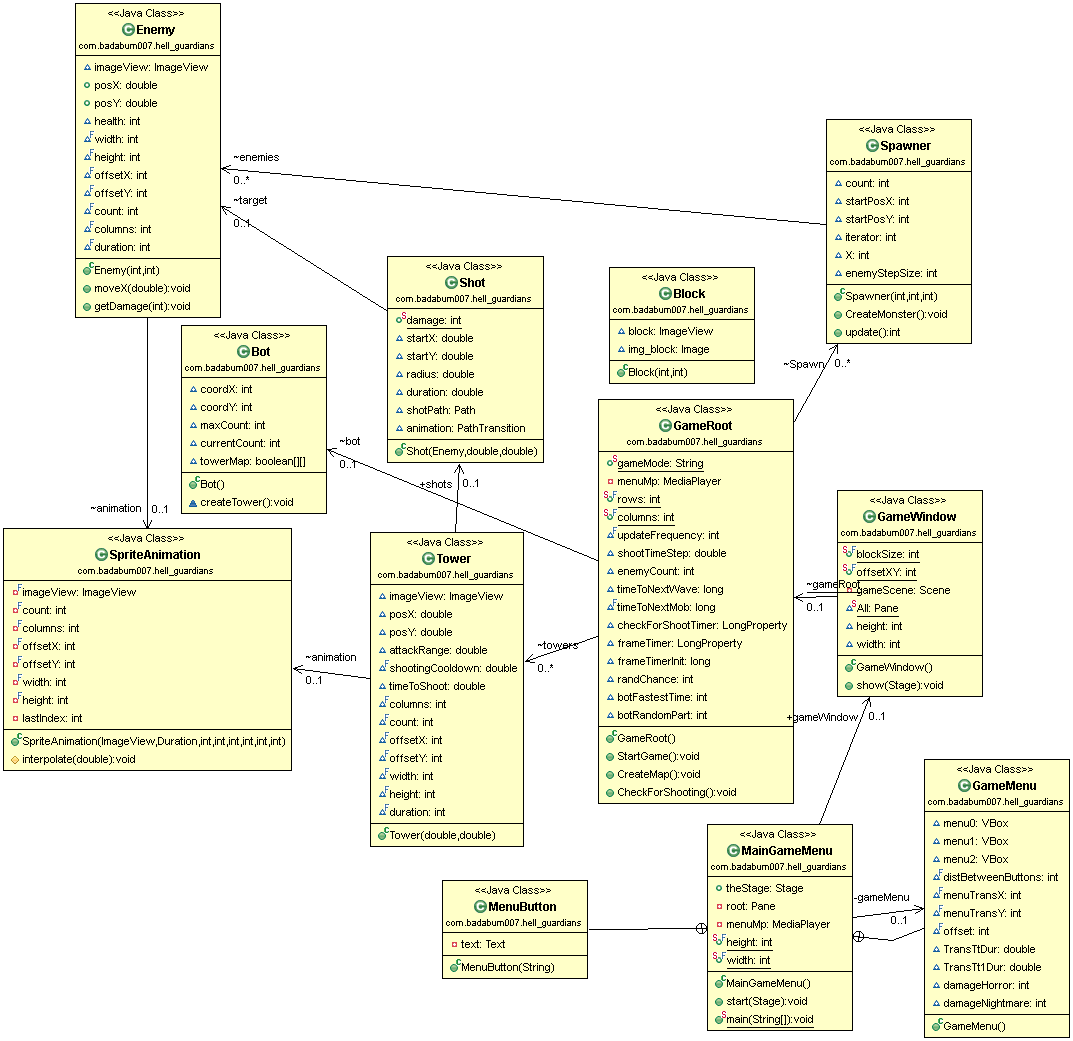 <<Java Class>>
Enemy
com.badabum007.hell_guardians
imageView: ImageView
posX: double
posY: double
health: int
F width: int
F height: int
F offsetX: int
F offsetY: int
F count: int
F columns: int
F duration: int
C Enemy(int,int)
moveX(double):void
getDamage(int):void
~enemies
0..*
~target
0..1
<<Java Class>>
Spawner
com.badabum007.hell_guardians
count: int
startPosX: int
startPosY: int
iterator: int
X: int
enemyStepSize: int
C Spawner(int,int,int)
CreateMonster():void
update():int
<<Java Class>>
Shot
com.badabum007.hell_guardians
S damage: int
startX: double
startY: double
radius: double
duration: double
shotPath: Path
animation: PathTransition
C Shot(Enemy,double,double)
<<Java Class>>
Block
com.badabum007.hell_guardians
block: ImageView
img_block: Image
C Block(int,int)
<<Java Class>>
Bot
com.badabum007.hell_guardians
coordX: int
coordY: int
maxCount: int
currentCount: int
towerMap: boolean[][]
C Bot()
createTower():void
~Spawn
0..*
~bot
0..1
+shots
0..1
~animation
0..1
<<Java Class>>
GameRoot
com.badabum007.hell_guardians
S gameMode: String
menuMp: MediaPlayer
S F rows: int
S F columns: int
F updateFrequency: int
shootTimeStep: double
enemyCount: int
timeToNextWave: long
F timeToNextMob: long
checkForShootTimer: LongProperty
frameTimer: LongProperty
frameTimerInit: long
randChance: int
botFastestTime: int
botRandomPart: int
C GameRoot()
StartGame():void
CreateMap():void
CheckForShooting():void
<<Java Class>>
GameWindow
com.badabum007.hell_guardians
S F blockSize: int
S F offsetXY: int
gameScene: Scene
S All: Pane
height: int
width: int
C GameWindow()
show(Stage):void
~gameRoot
0..1
<<Java Class>>
SpriteAnimation
com.badabum007.hell_guardians
F imageView: ImageView
F count: int
F columns: int
F offsetX: int
F offsetY: int
F width: int
F height: int
lastIndex: int
C SpriteAnimation(ImageView,Duration,int,int,int,int,int,int)
interpolate(double):void
<<Java Class>>
Tower
com.badabum007.hell_guardians
imageView: ImageView
posX: double
posY: double
attackRange: double
F shootingCooldown: double
timeToShoot: double
F columns: int
F count: int
F offsetX: int
F offsetY: int
F width: int
F height: int
F duration: int
C Tower(double,double)
~animation
0..1
~towers
0..*
+gameWindow
0..1
<<Java Class>>
GameMenu
com.badabum007.hell_guardians
menu0: VBox
menu1: VBox
menu2: VBox
F distBetweenButtons: int
F menuTransX: int
F menuTransY: int
F offset: int
TransTtDur: double
TransTt1Dur: double
damageHorror: int
damageNightmare: int
C GameMenu()
<<Java Class>>
MainGameMenu
com.badabum007.hell_guardians
theStage: Stage
root: Pane
menuMp: MediaPlayer
S F height: int
S F width: int
C MainGameMenu()
start(Stage):void
S main(String[]):void
-gameMenu
0..1
<<Java Class>>
MenuButton
com.badabum007.hell_guardians
text: Text
C MenuButton(String)